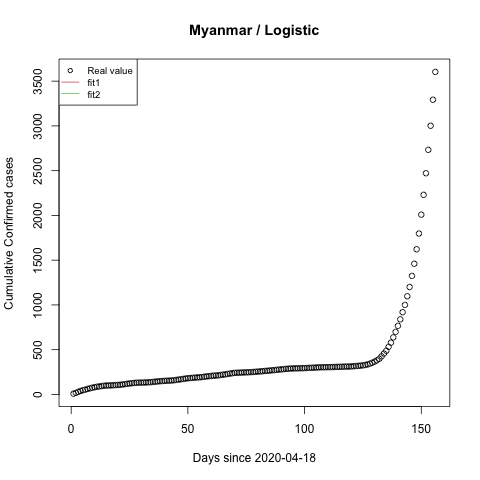 Myanmar / Logistic
Real value
fit1
fit2
Cumulative Confirmed cases
3500
3000
2500
2000
1500
1000
500
0
0 50 100 150
Days since 2020-04-18